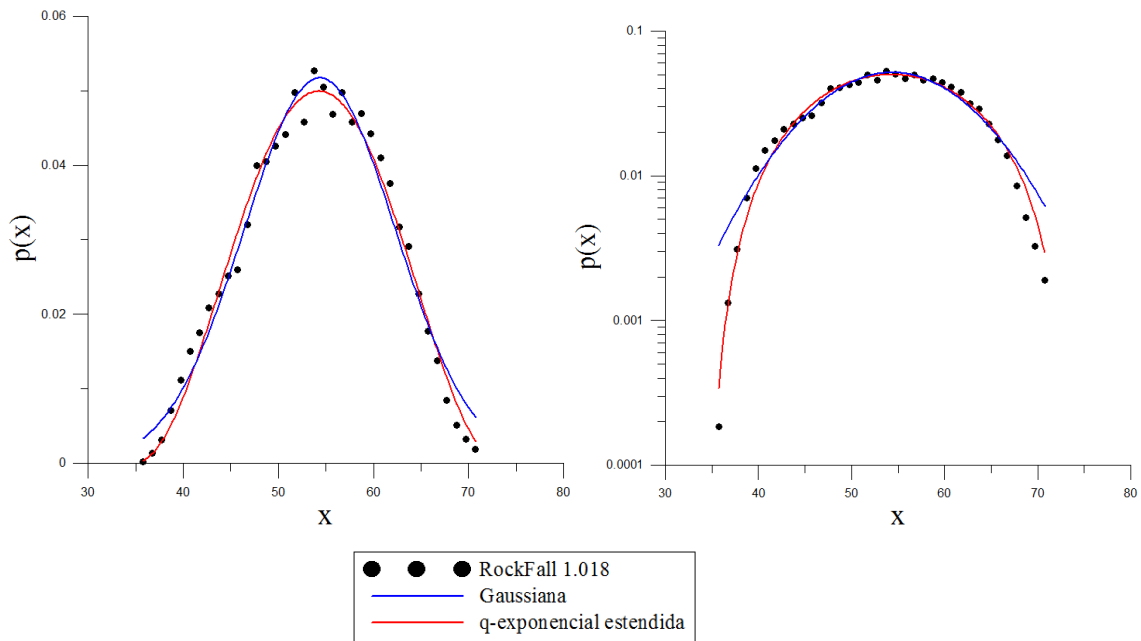 0.06
0.04
0.02
0
p(x)
30 40 50 60 70 80
x
0.1
0.01
0.001
0.0001
p(x)
30 40 50 60 70 80
x
RockFall 1.018
Gaussiana
q-exponencial estendida